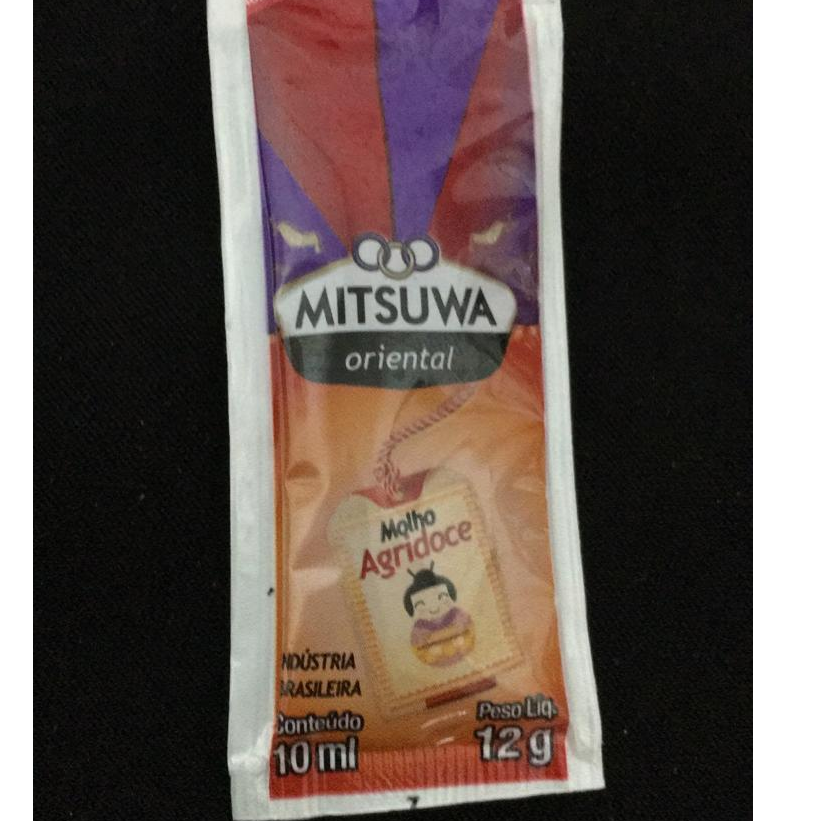 MITSUWA
oriental
Molho
Agridoce
INDÚSTRIA
BRASILEIRA
Conteúdo
10 ml
Peso Líq.
12 g